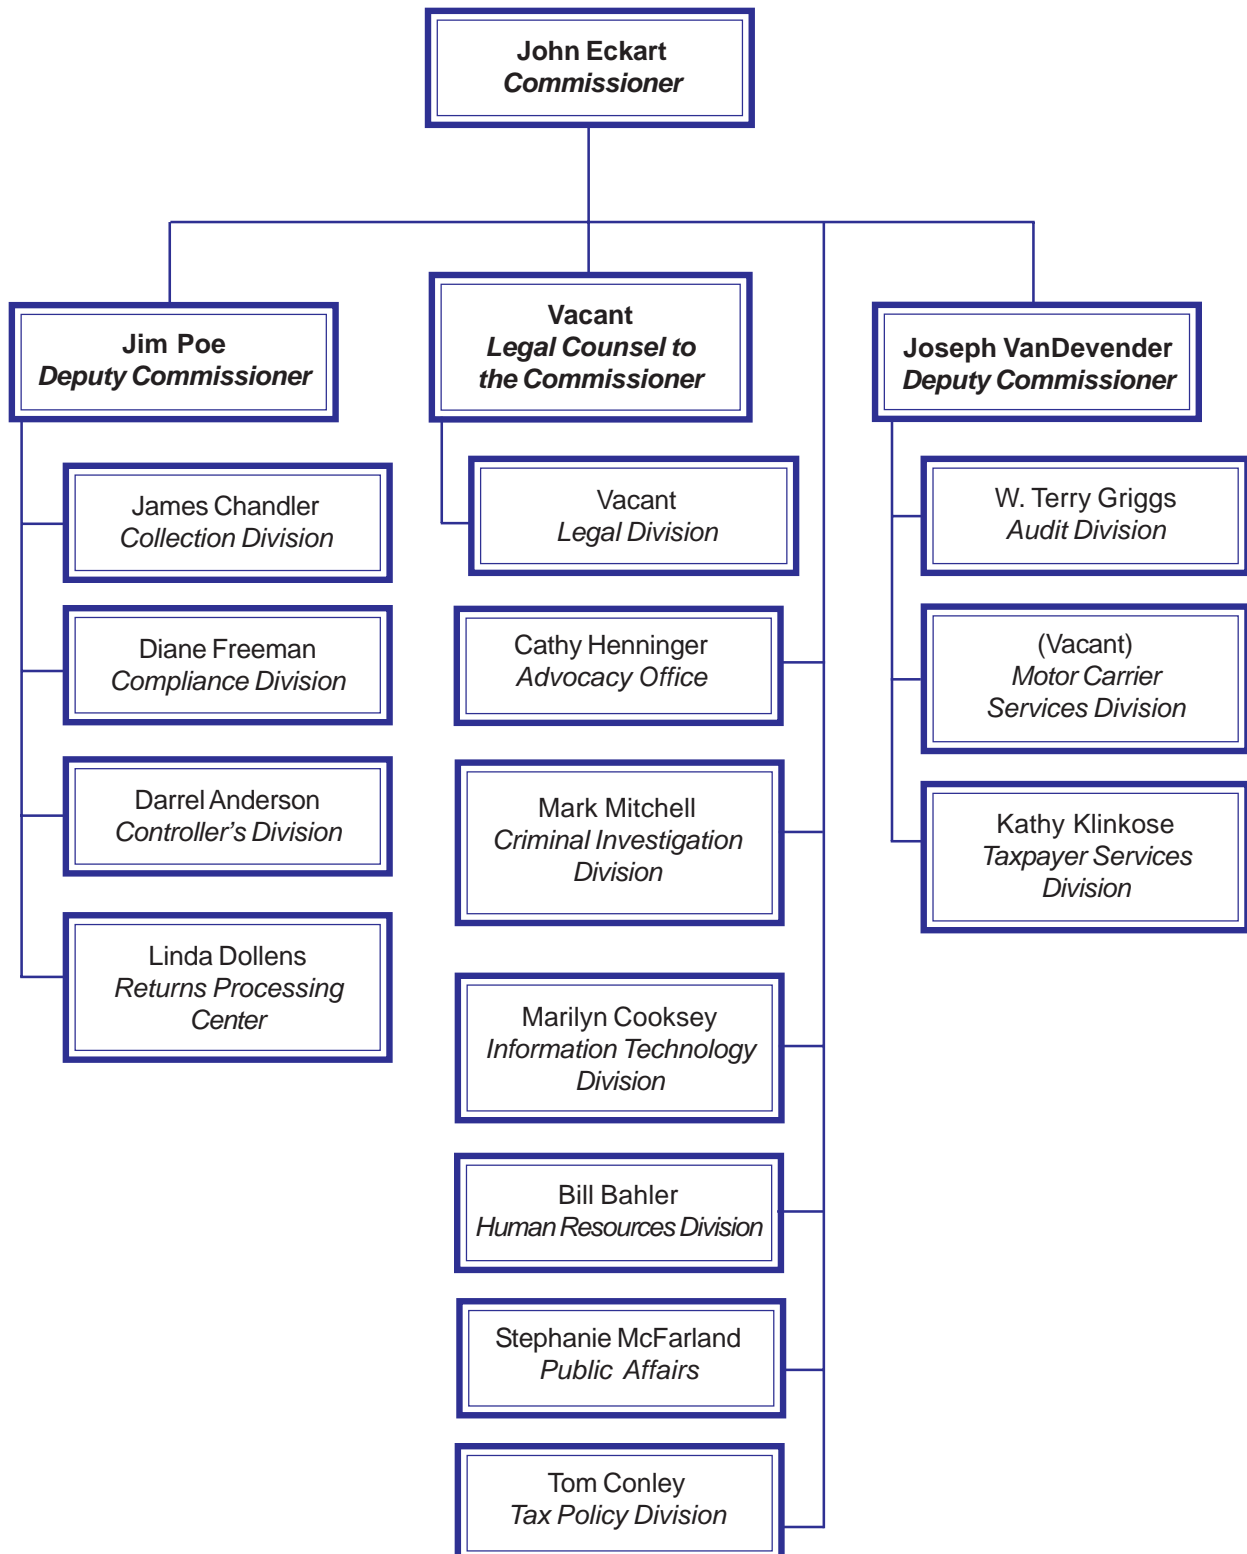 John Eckart
Commissioner
Jim Poe
Deputy Commissioner
James Chandler
Collection Division
Diane Freeman
Compliance Division
Darrel Anderson
Controller’s Division
Linda Dollens
Returns Processing
Center
Vacant
Legal Counsel to
the Commissioner
Vacant
Legal Division
Cathy Henninger
Advocacy Office
Mark Mitchell
Criminal Investigation
Division
Marilyn Cooksey
Information Technology
Division
Bill Bahler
Human Resources Division
Stephanie McFarland
Public Affairs
Tom Conley
Tax Policy Division
Joseph VanDevender
Deputy Commissioner
W. Terry Griggs
Audit Division
(Vacant)
Motor Carrier
Services Division
Kathy Klinkose
Taxpayer Services
Division